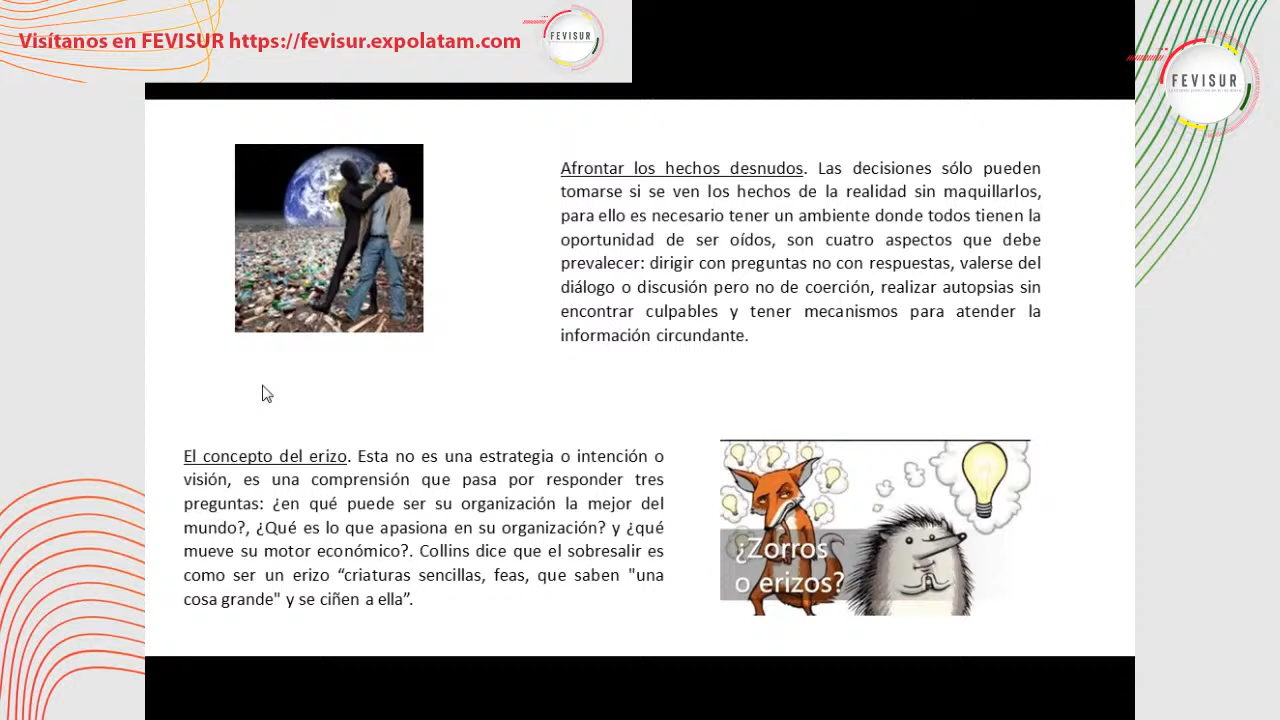 Visítanos en FEVISUR https://fevisur.expolatam.com
FEVISUR
FEVISUR
Afrontar los hechos desnudos. Las decisiones sólo pueden
tomarse si se ven los hechos de la realidad sin maquillarlos,
para ello es necesario tener un ambiente donde todos tienen la
oportunidad de ser oídos, son cuatro aspectos que debe
prevalecer: dirigir con preguntas no con respuestas, valerse del
diálogo o discusión pero no de coerción, realizar autopsias sin
encontrar culpables y tener mecanismos para atender la
información circundante.
El concepto del erizo. Esta no es una estrategia o intención o
visión, es una comprensión que pasa por responder tres
preguntas: ¿en qué puede ser su organización la mejor del
mundo?, ¿Qué es lo que apasiona en su organización? y ¿qué
mueve su motor económico?. Collins dice que el sobresalir es
como ser un erizo “criaturas sencillas, feas, que saben "una
cosa grande" y se ciñen a ella”.
¿Zorros
o erizos?